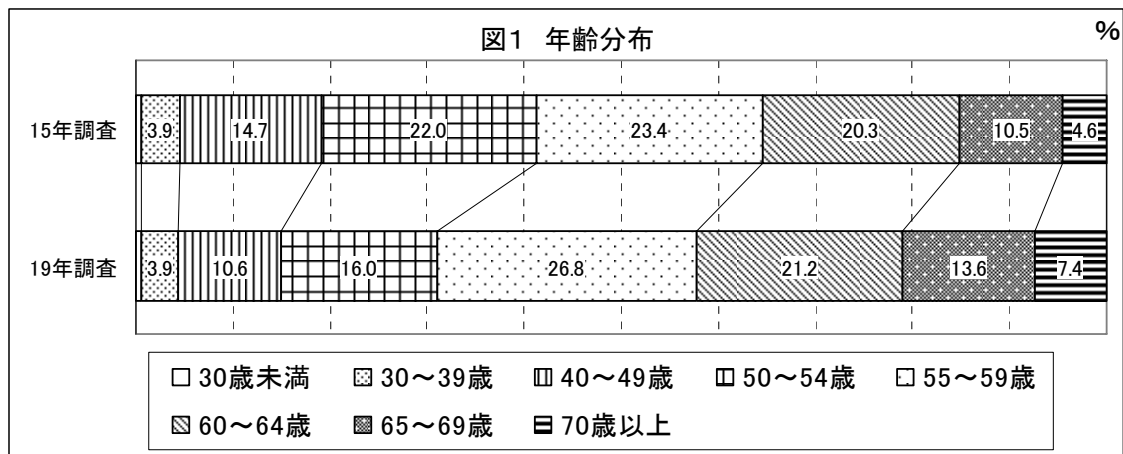 図1 年齢分布
%
15年調査 3.9 14.7 22.0 23.4 20.3 10.5 4.6
19年調査 3.9 10.6 16.0 26.8 21.2 13.6 7.4
30歳未満 30～39歳 40～49歳 50～54歳 55～59歳
60～64歳 65～69歳 70歳以上